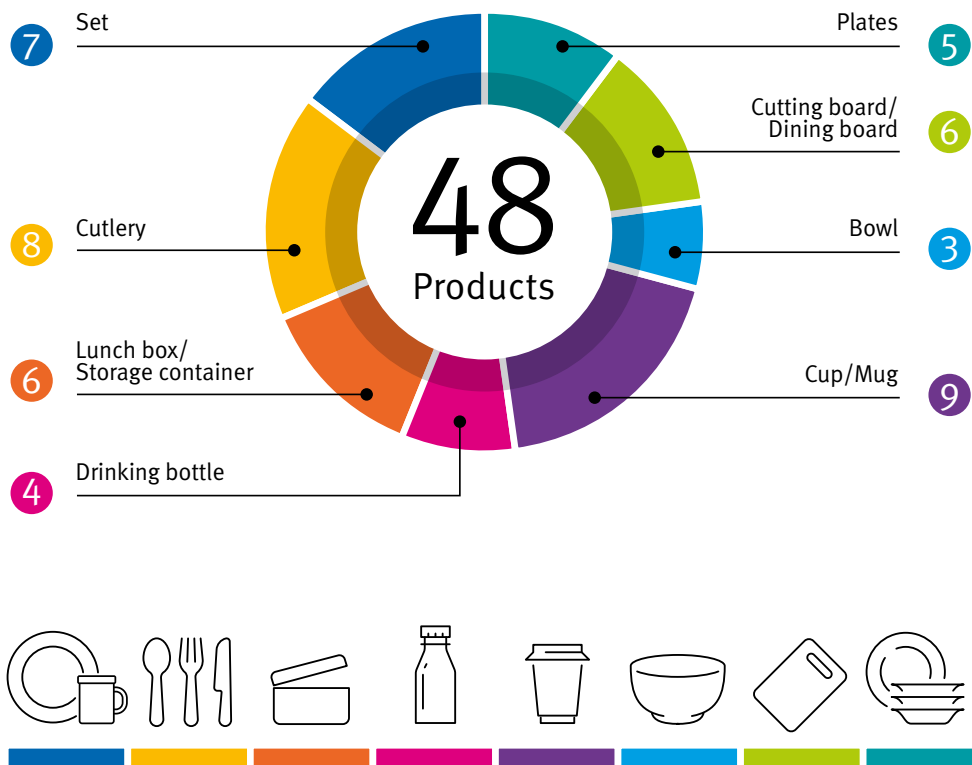 7
Set
8
Cutlery
6
Lunch box/
Storage container
4
Drinking bottle
48
Products
Plates
5
Cutting board/
Dining board
6
Bowl
3
Cup/Mug
9